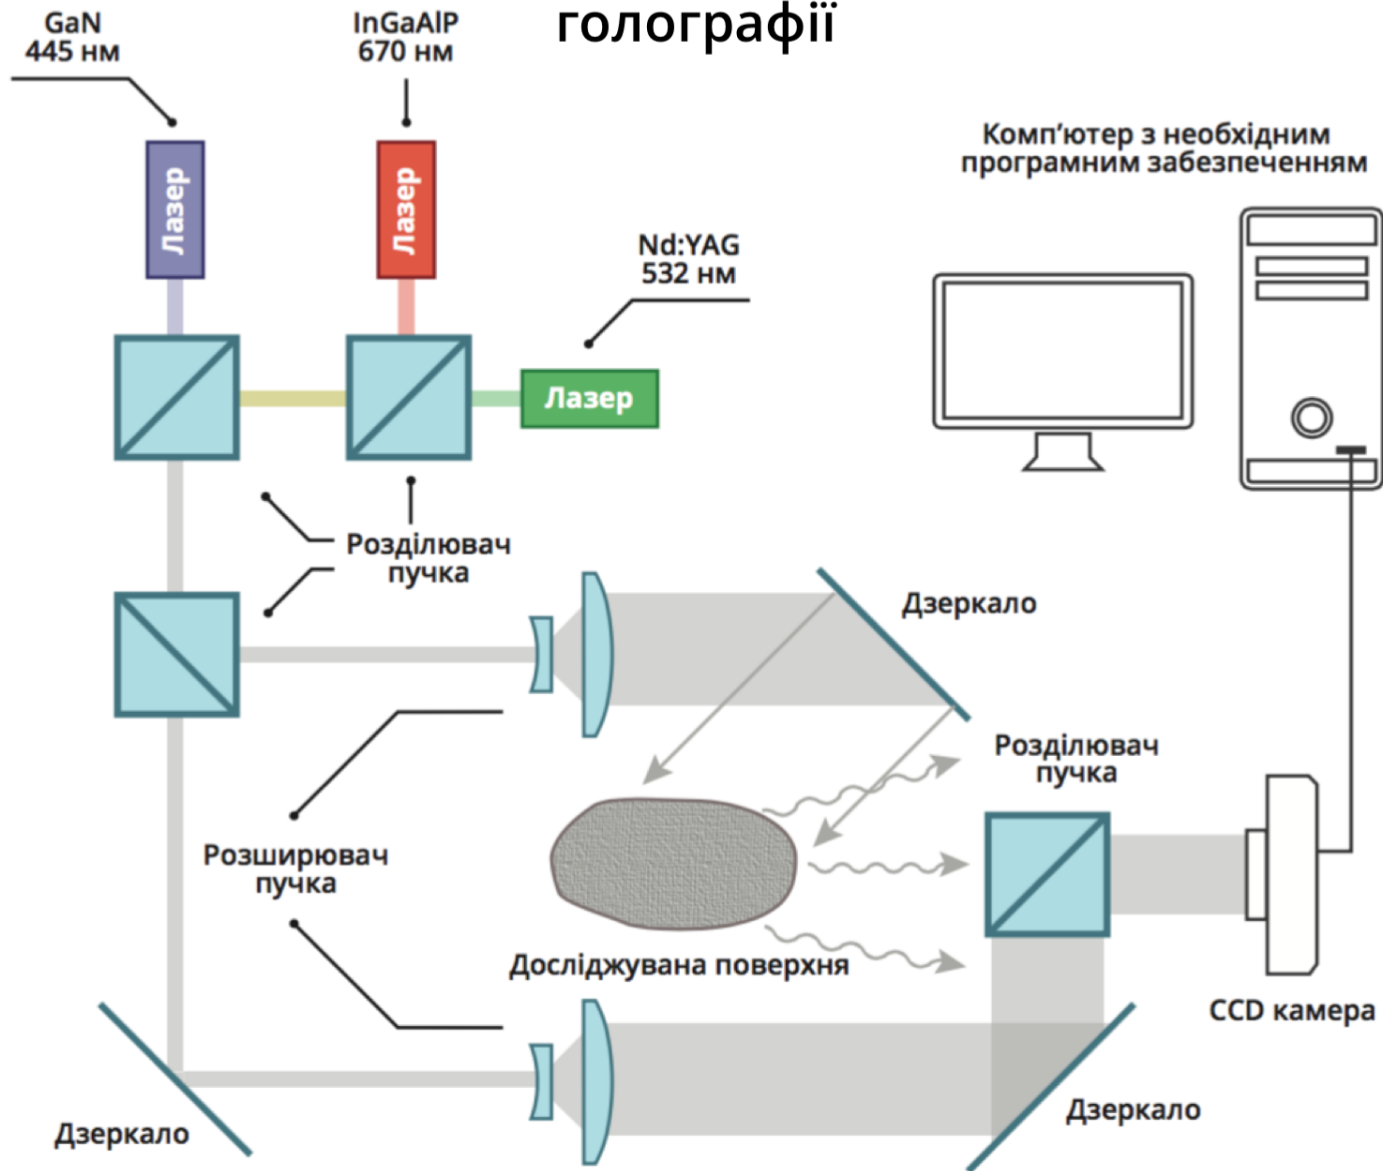 голографії
GaN
445 нм
InGaAlP
670 нм
Комп’ютер з необхідним
програмним забезпеченням
Лазер
Лазер
Nd:YAG
532 нм
Лазер
Розділювач
пучка
Дзеркало
Розділювач
пучка
Розширювач
пучка
Досліджувана поверхня
CCD камера
Дзеркало
Дзеркало